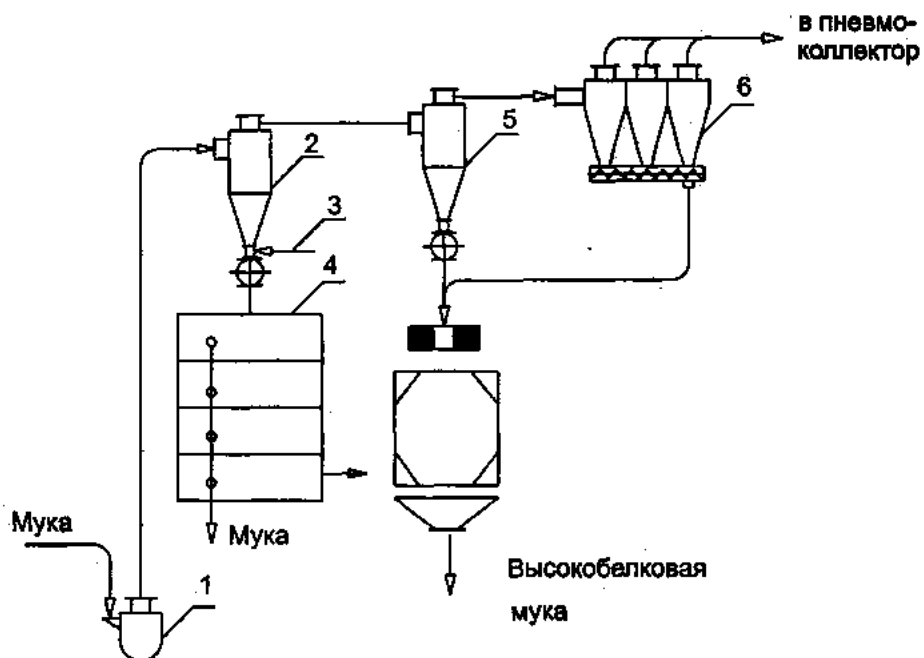 в пневмо-
коллектор
6
5
2
3
4
Мука
Мука
1
Высокобелковая
мука